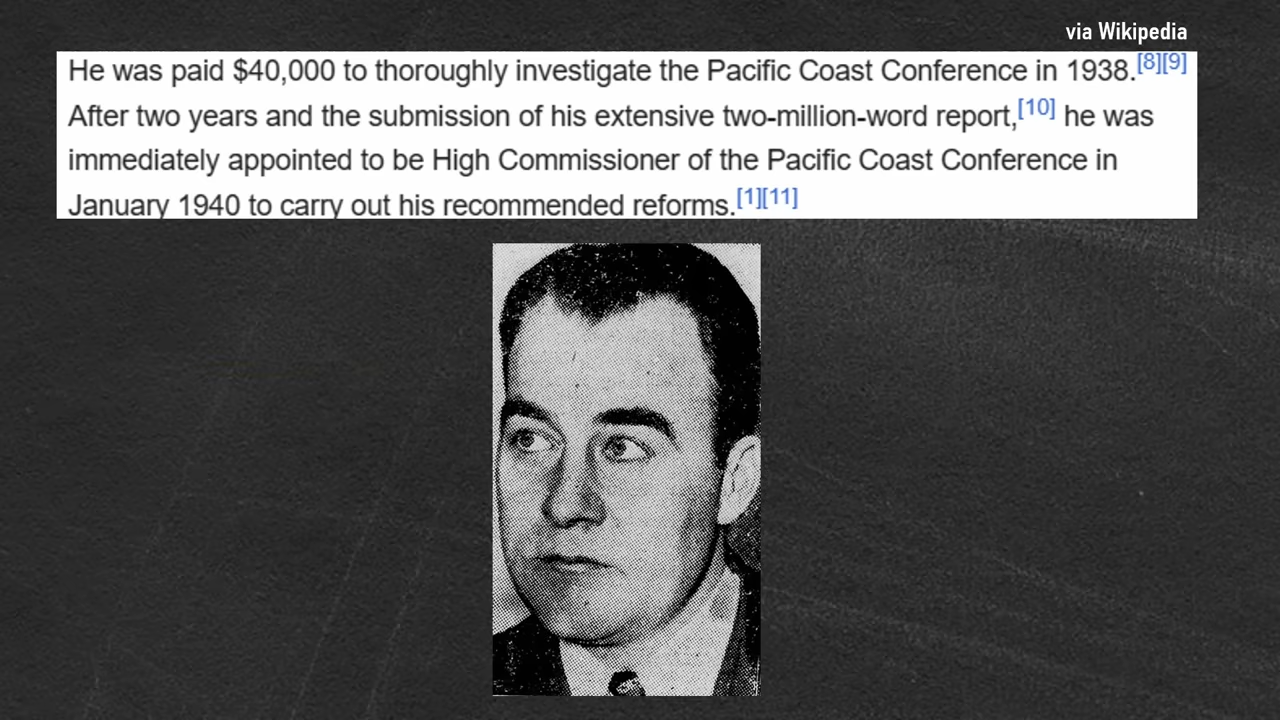 via Wikipedia
He was paid $40,000 to thoroughly investigate the Pacific Coast Conference in 1938.[8][9]
After two years and the submission of his extensive two-million-word report,[10] he was
immediately appointed to be High Commissioner of the Pacific Coast Conference in
January 1940 to carry out his recommended reforms.[1][11]